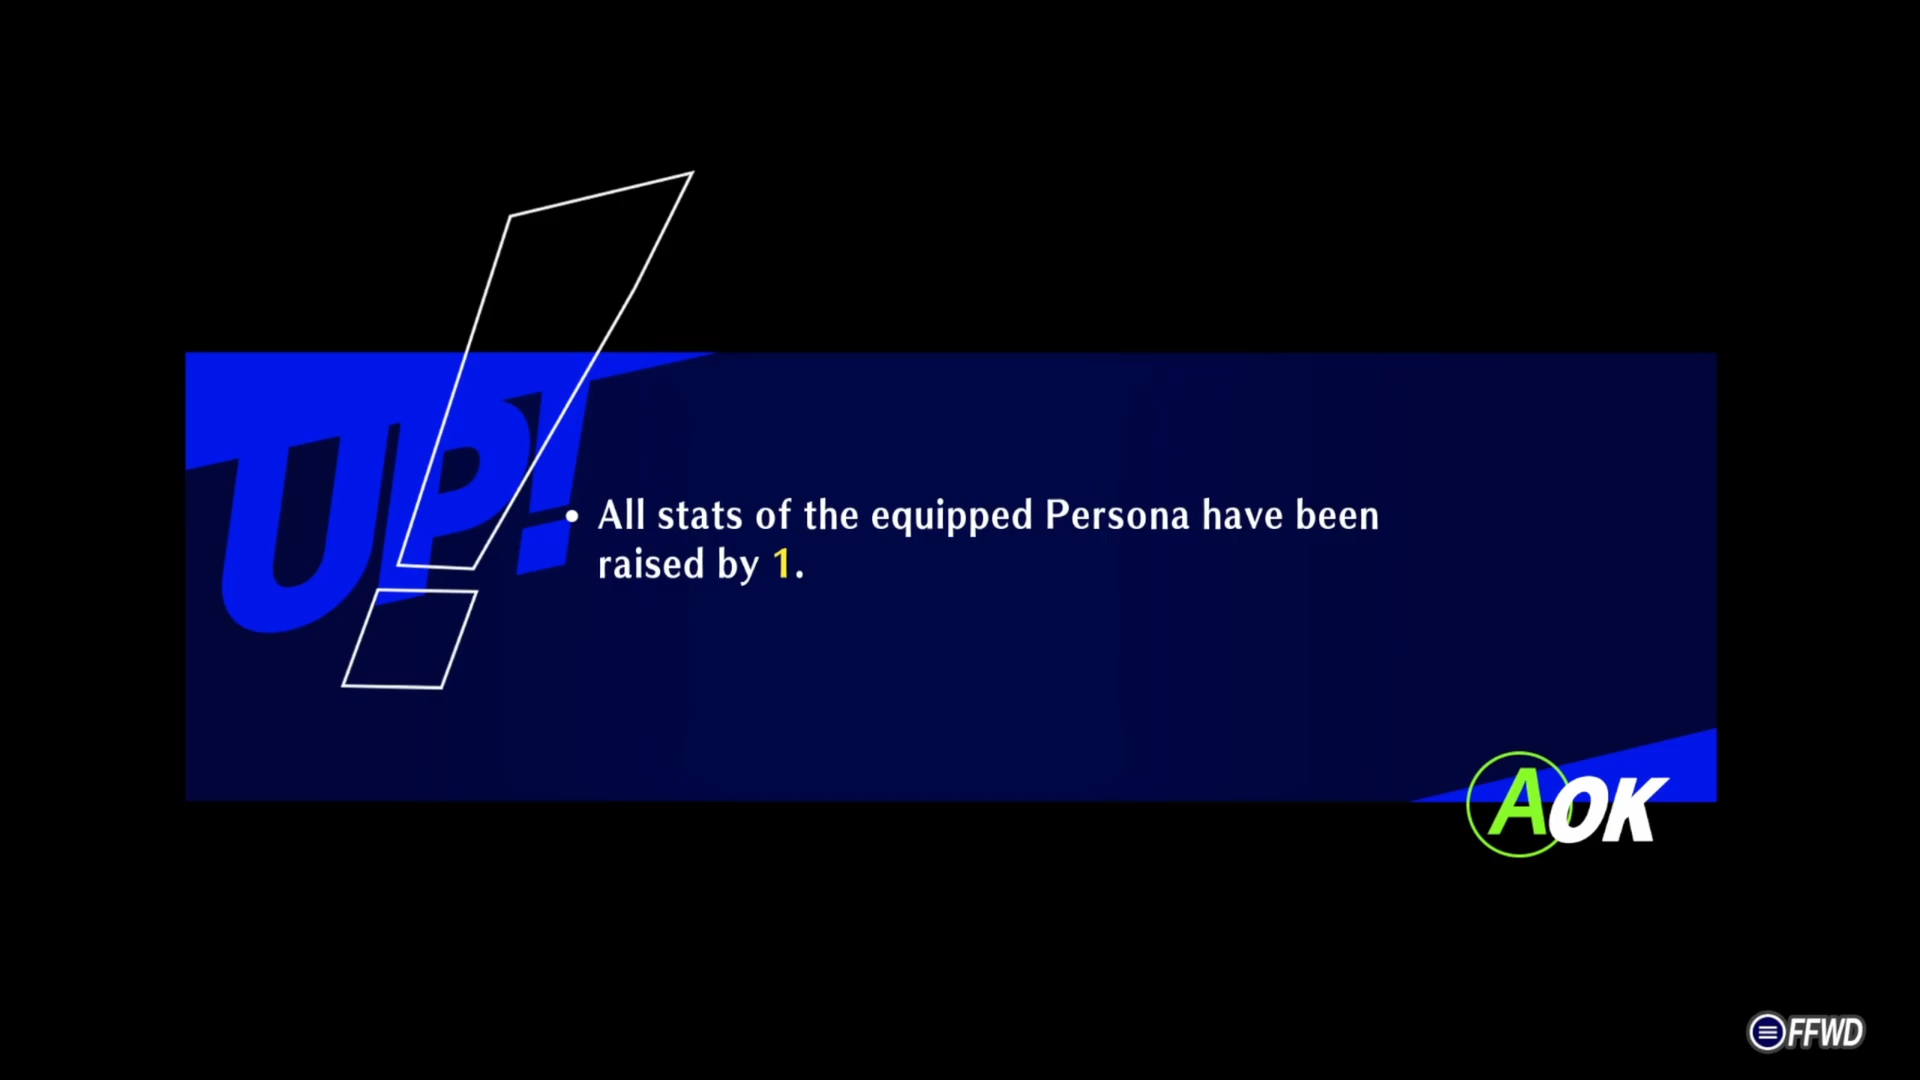 UP!
• All stats of the equipped Persona have been
raised by 1.
A OK
FFWD